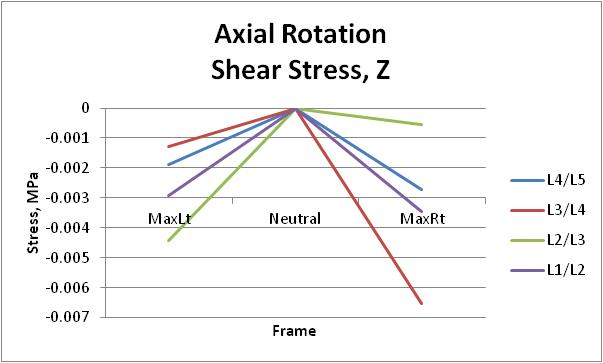 Axial Rotation
Shear Stress, Z
0
-0.001
-0.002
-0.003
-0.004
-0.005
-0.006
-0.007
Stress, MPa
MaxLt
Neutral
MaxRt
Frame
L4/L5
L3/L4
L2/L3
L1/L2